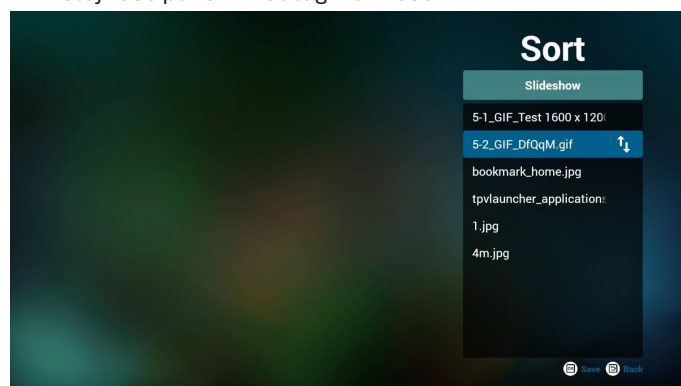 Sort
Slideshow
5-1_GIF_Test 1600 x 120
5-2_GIF_DfQqM.gif
bookmark_home.jpg
tpvlauncher_applications
1.jpg
4m.jpg
Save Back